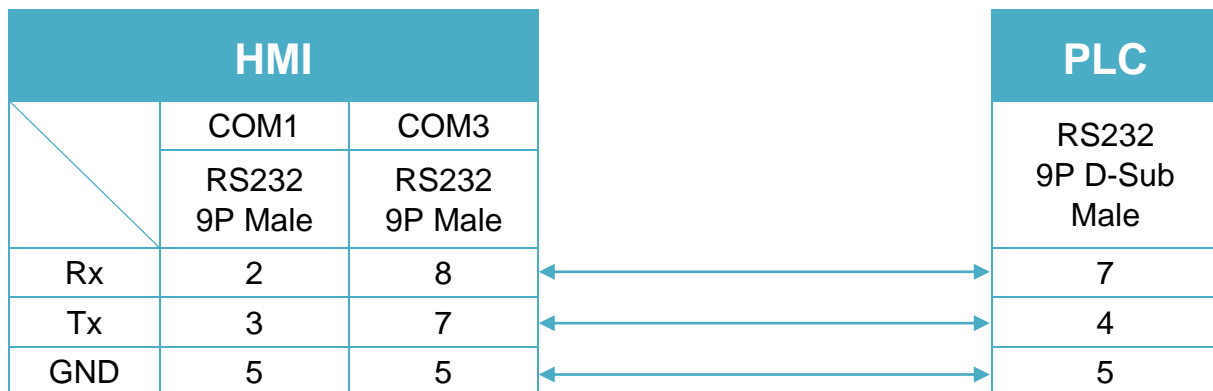 HMI
PLC
COM1
COM3
RS232
9P Male
RS232
9P Male
RS232
9P D-Sub
Male
Rx
2
8
7
Tx
3
7
4
GND
5
5
5